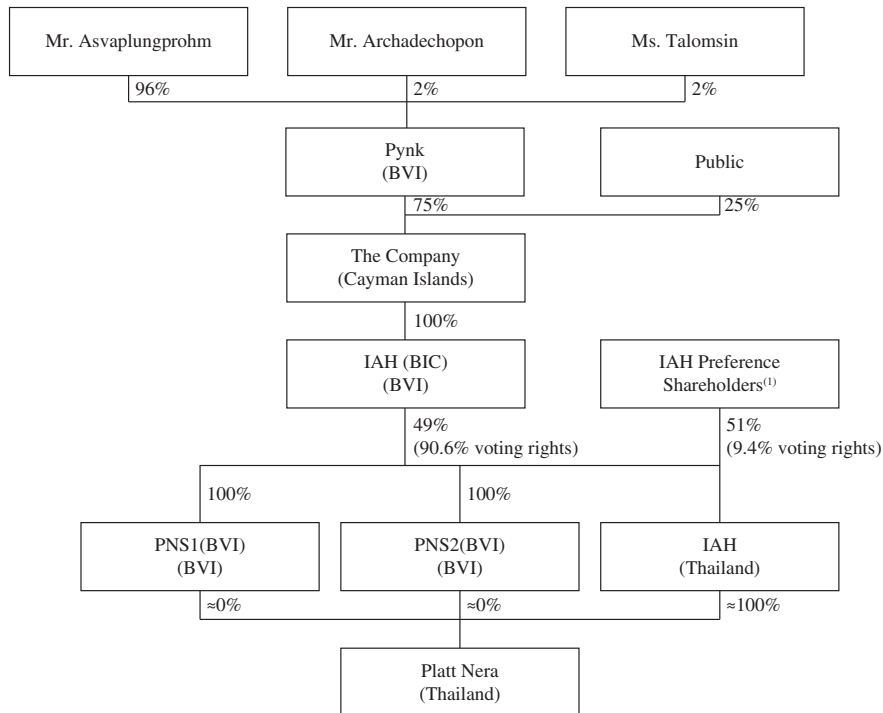 Mr. Asvaplungprohm
Mr. Archadechopon
Ms. Talomsin
96%
2%
2%
Pynk
(BVI)
Public
75%
25%
The Company
(Cayman Islands)
100%
IAH (BIC)
(BVI)
IAH Preference
Shareholders(1)
49%
(90.6% voting rights)
51%
(9.4% voting rights)
100%
100%
PNS1(BVI)
(BVI)
PNS2(BVI)
(BVI)
IAH
(Thailand)
≈0%
≈0%
≈100%
Platt Nera
(Thailand)